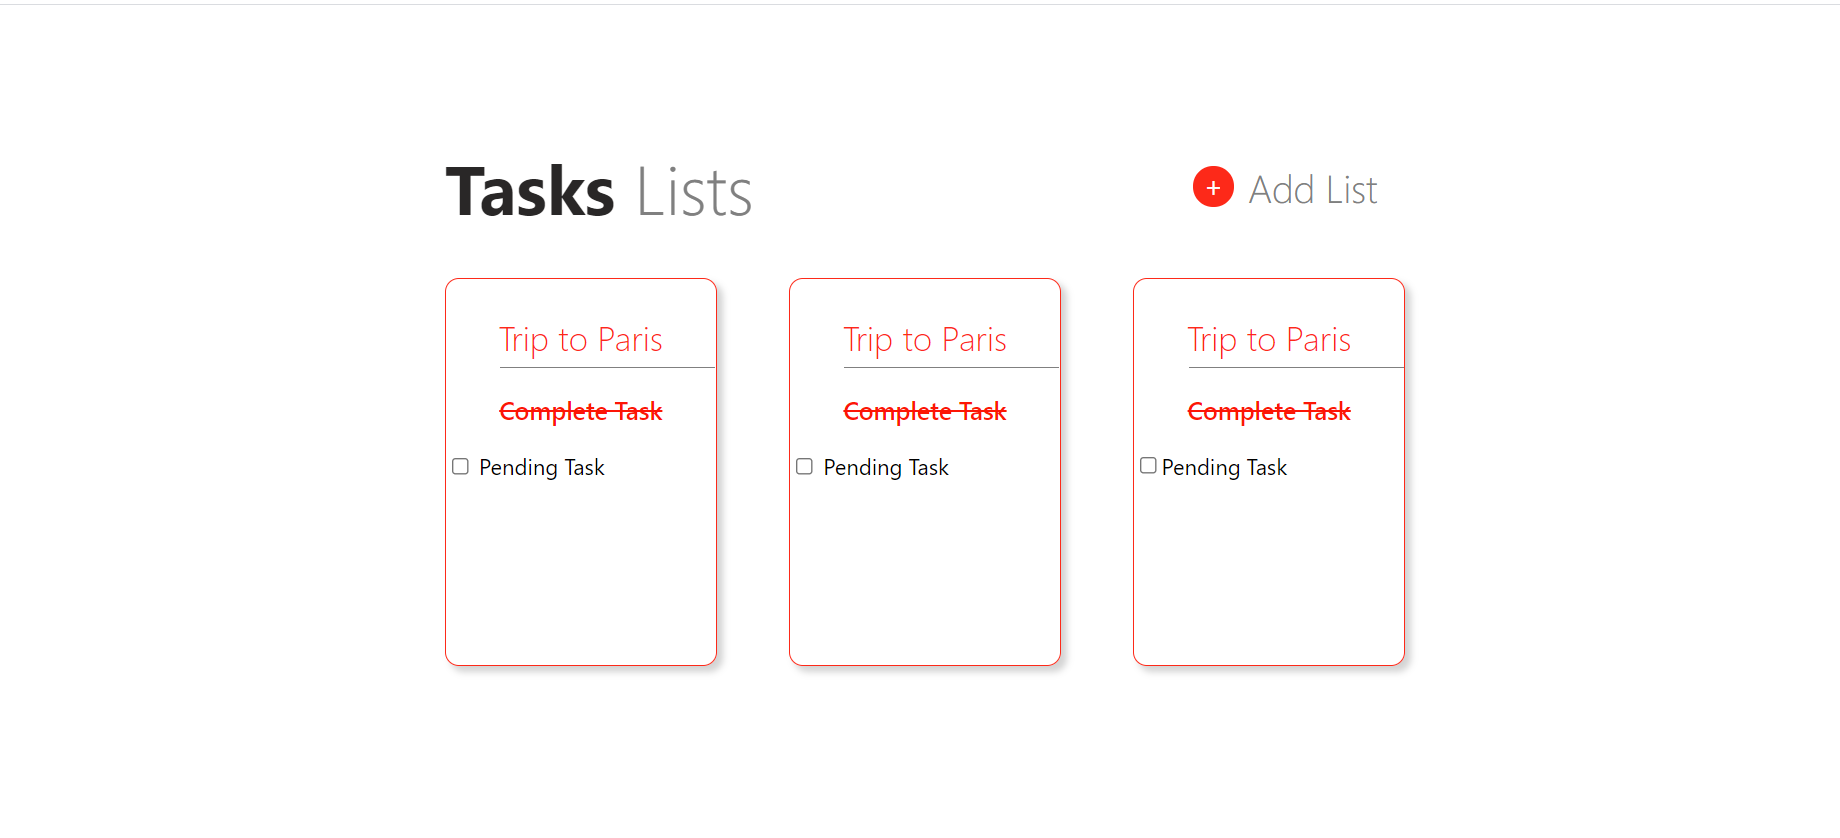 Tasks Lists
+ Add List
Trip to Paris
Complete Task
Pending Task
Trip to Paris
Complete Task
Pending Task
Trip to Paris
Complete Task
Pending Task